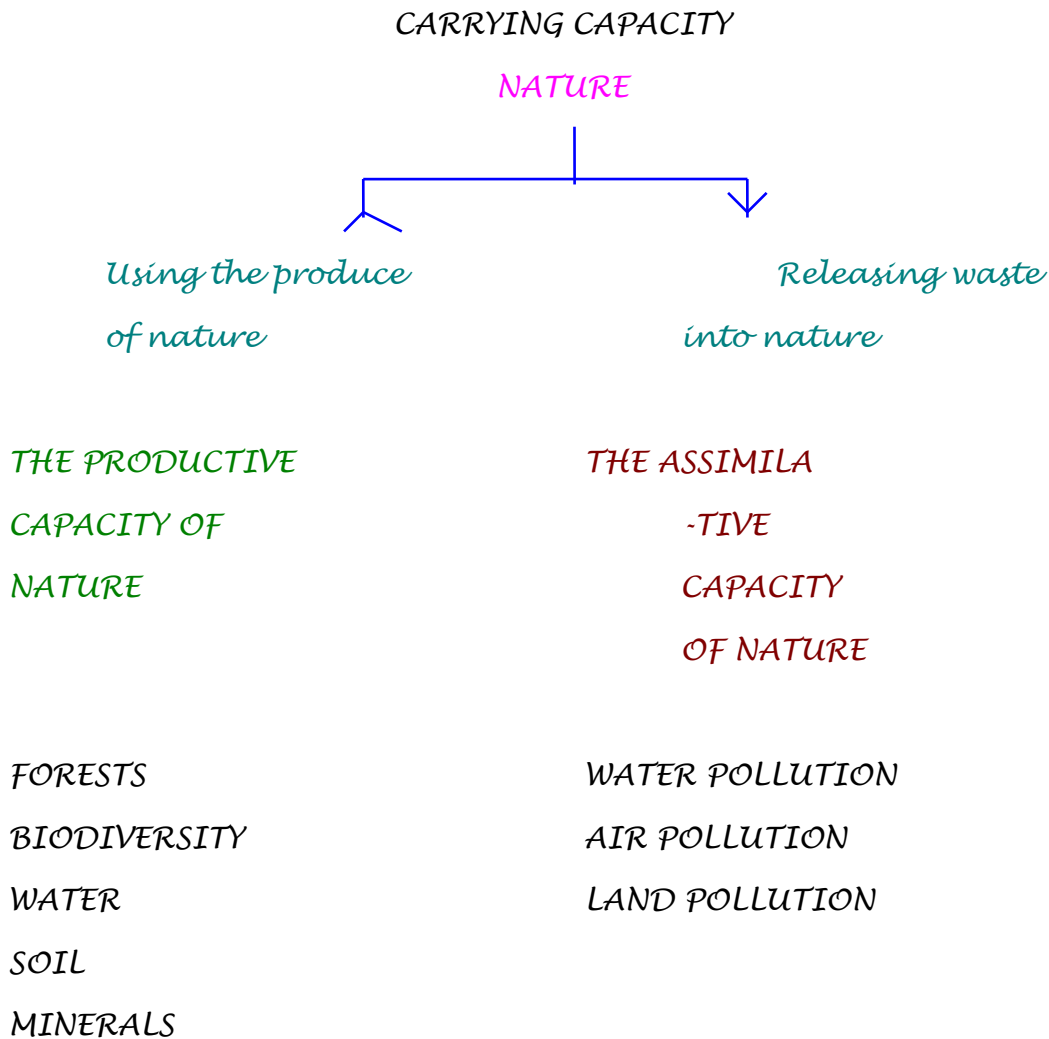 CARRYING CAPACITY
NATURE
Using the produce
of nature
Releasing waste
into nature
THE PRODUCTIVE
CAPACITY OF
NATURE
THE ASSIMILA
-TIVE
CAPACITY
OF NATURE
FORESTS
BIODIVERSITY
WATER
SOIL
MINERALS
WATER POLLUTION
AIR POLLUTION
LAND POLLUTION